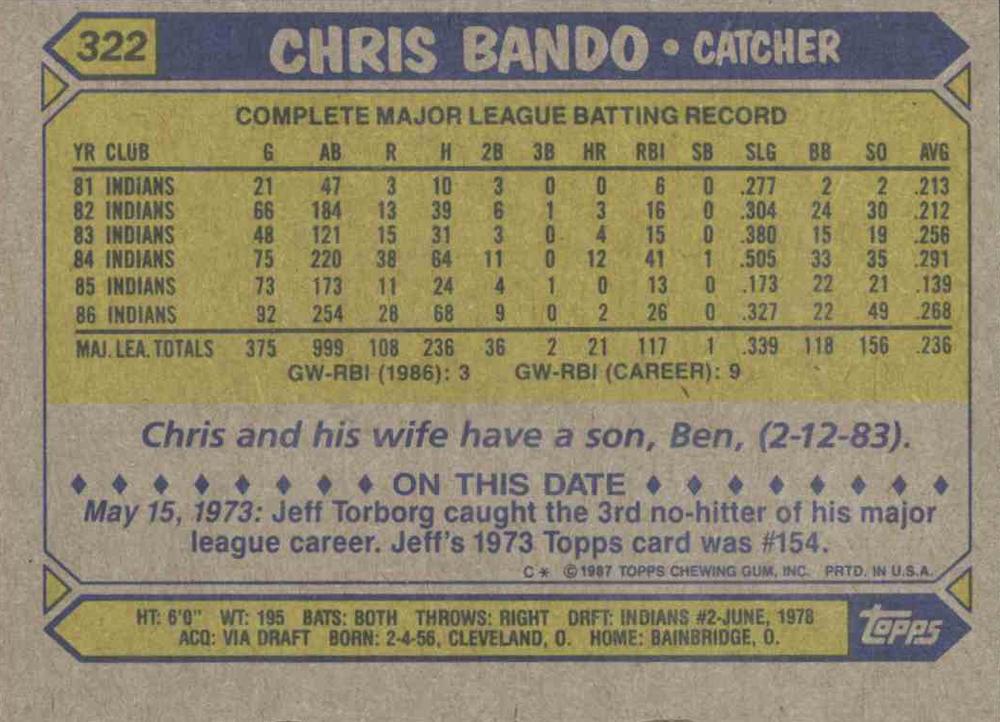 322 CHRIS BANDO • CATCHER
COMPLETE MAJOR LEAGUE BATTING RECORD
YR CLUB G AB R H 2B 3B HR RBI SB SLG BB SO AVG
81 INDIANS 21 47 3 10 3 0 0 6 0 .277 2 2 .213
82 INDIANS 66 184 13 39 6 1 3 16 0 .304 24 30 .212
83 INDIANS 48 121 15 31 3 0 4 15 0 .380 15 19 .256
84 INDIANS 75 220 38 64 11 0 12 41 1 .505 33 35 .291
85 INDIANS 73 173 11 24 4 1 0 13 0 .173 22 21 .139
86 INDIANS 92 254 28 68 9 0 2 26 0 .327 22 49 .268
MAJ. LEA. TOTALS 375 999 108 236 36 2 21 117 1 .339 118 156 .236
GW-RBI (1986): 3 GW-RBI (CAREER): 9
Chris and his wife have a son, Ben, (2-12-83).
♦ ♦ ♦ ♦ ♦ ♦ ♦ ♦ ON THIS DATE ♦ ♦ ♦ ♦ ♦ ♦ ♦ ♦
May 15, 1973: Jeff Torborg caught the 3rd no-hitter of his major
league career. Jeff's 1973 Topps card was #154.
C * © 1987 TOPPS CHEWING GUM, INC. PRTD. IN U.S.A.
HT: 6'0" WT: 195 BATS: BOTH THROWS: RIGHT DRFT: INDIANS #2-JUNE, 1978
ACQ: VIA DRAFT BORN: 2-4-56, CLEVELAND, O. HOME: BAINBRIDGE, O.
Topps